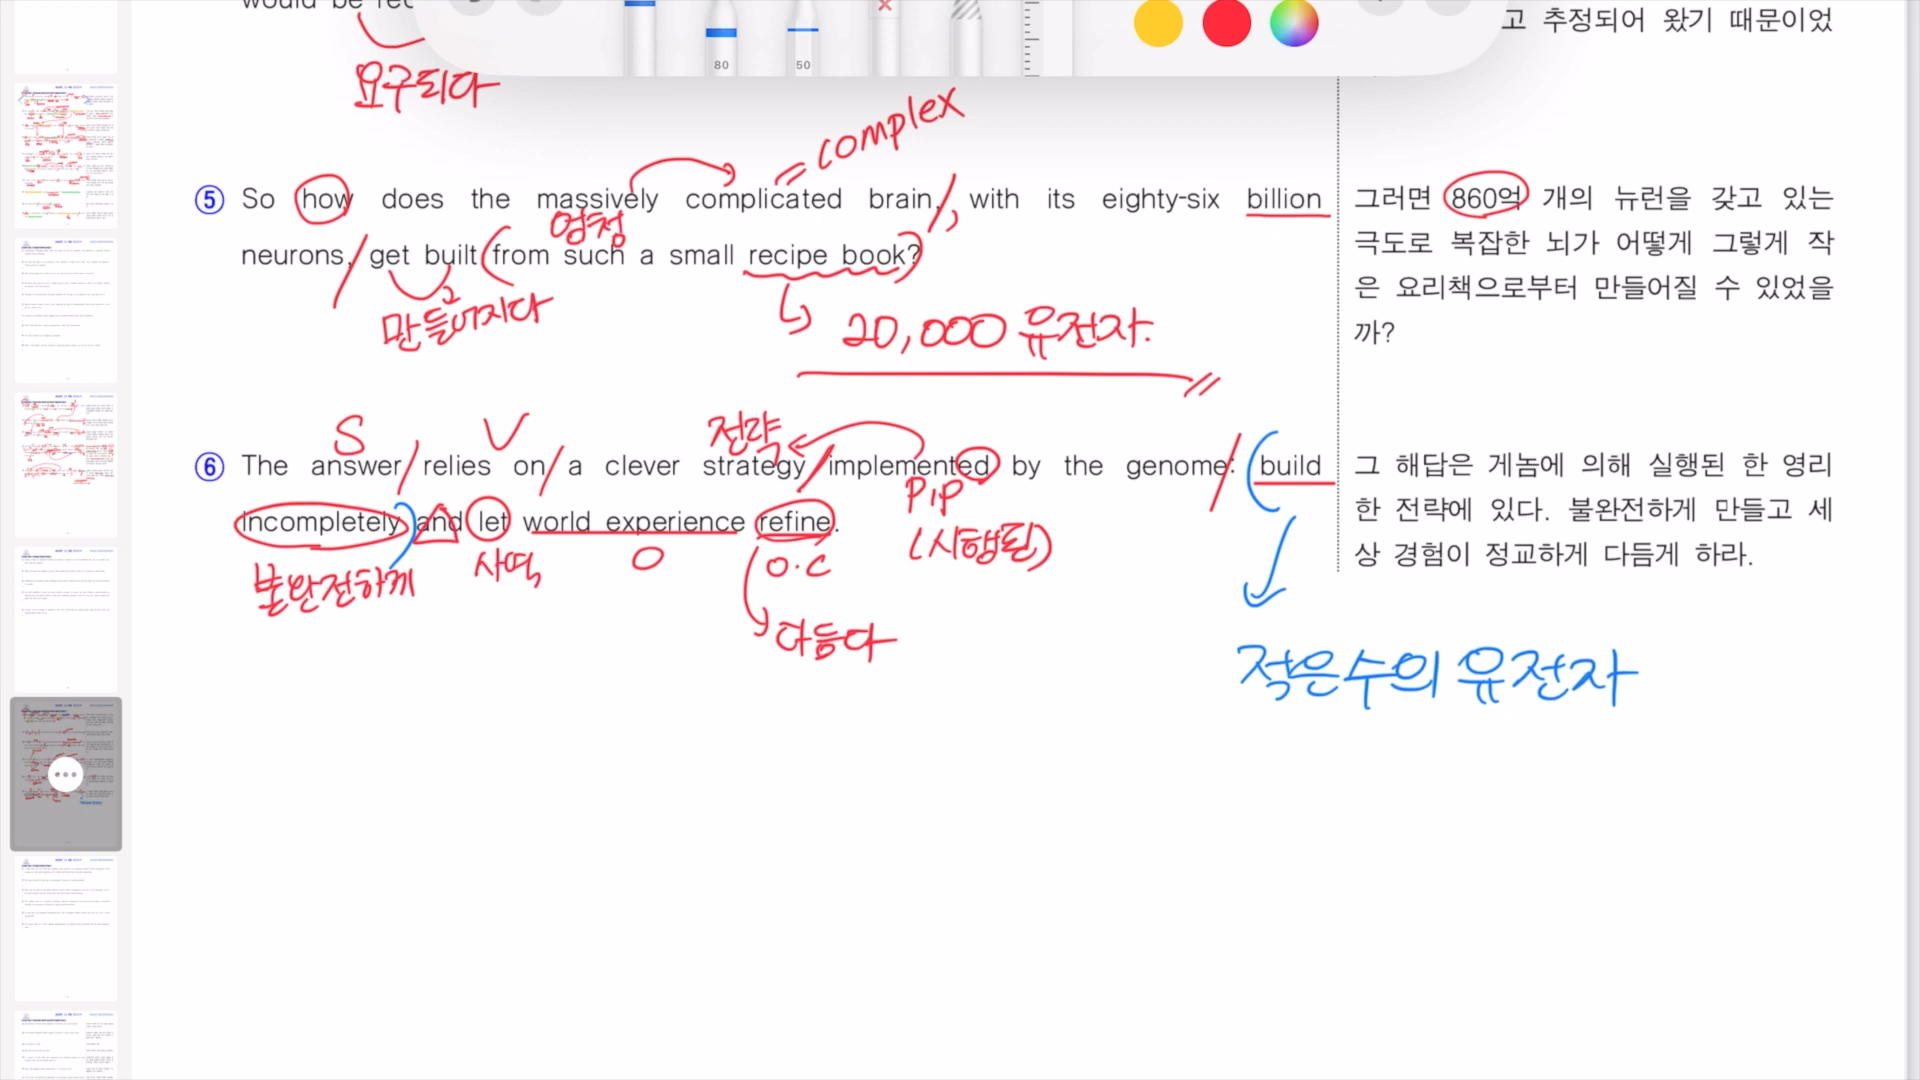 고 추정되어 왔기 때문이었
80
50
요구되다
= complex
⑤ So how does the massively complicated brain, with its eighty-six billion
엄청
neurons, get built from such a small recipe book?
만들어지다
20,000 유전자.
그러면 860억 개의 뉴런을 갖고 있는
극도로 복잡한 뇌가 어떻게 그렇게 작
은 요리책으로부터 만들어질 수 있었을
까?
S V 전략
⑥ The answer relies on a clever strategy implemented by the genome: build
P.P
incompletely and let world experience refine.
(시행된)
불완전하게 사역 O O.C
다듬다
그 해답은 게놈에 의해 실행된 한 영리
한 전략에 있다. 불완전하게 만들고 세
상 경험이 정교하게 다듬게 하라.
적은수의 유전자